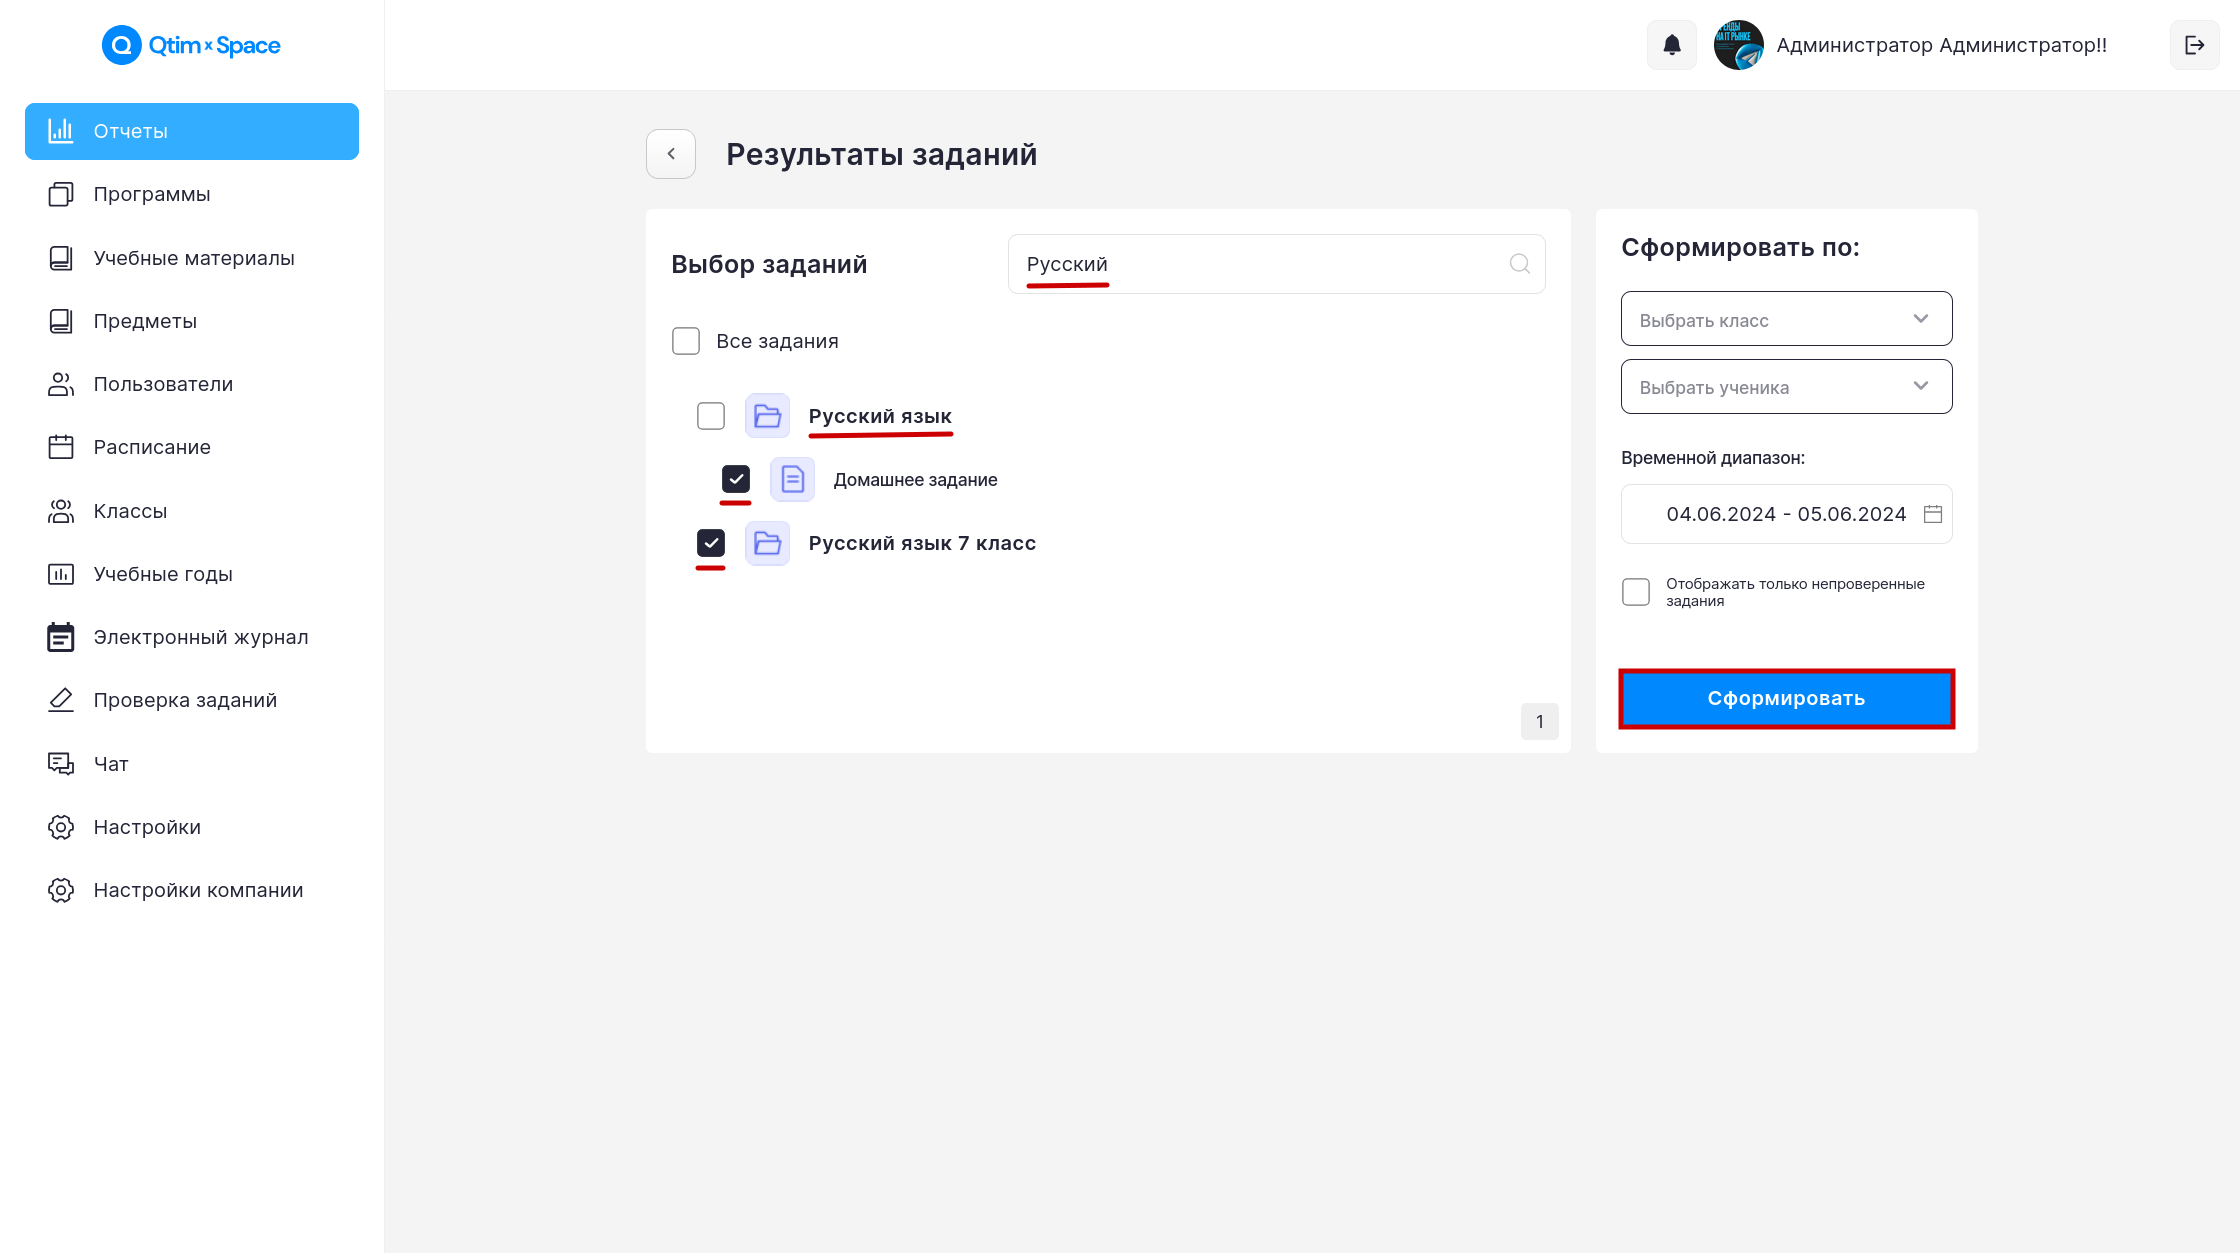 Qtim × Space
Администратор Администратор!!
Отчеты
Программы
Учебные материалы
Предметы
Пользователи
Расписание
Классы
Учебные годы
Электронный журнал
Проверка заданий
Чат
Настройки
Настройки компании
Результаты заданий
Выбор заданий
Русский
Все задания
Русский язык
Домашнее задание
Русский язык 7 класс
1
Сформировать по:
Выбрать класс
Выбрать ученика
Временной диапазон:
04.06.2024 - 05.06.2024
Отображать только непроверенные
задания
Сформировать